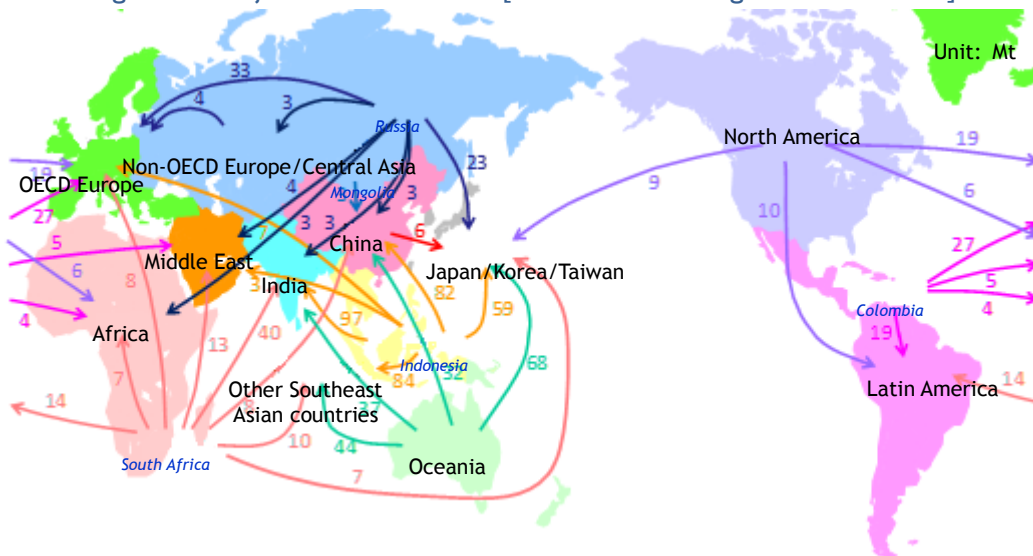 Unit: Mt
33
4
3
Russia
North America
19
23
Non-OECD Europe/Central Asia
19
OECD Europe
4
3
Mongolia
3
9
6
27
10
7
3
3
China
6
5
27
Middle East
Japan/Korea/Taiwan
6
8
3
India
82
5
59
4
Colombia
4
Africa
97
19
13
40
Indonesia
68
7
84
32
14
Latin America
Other Southeast
Asian countries
14
37
10
44
South Africa
Oceania
7